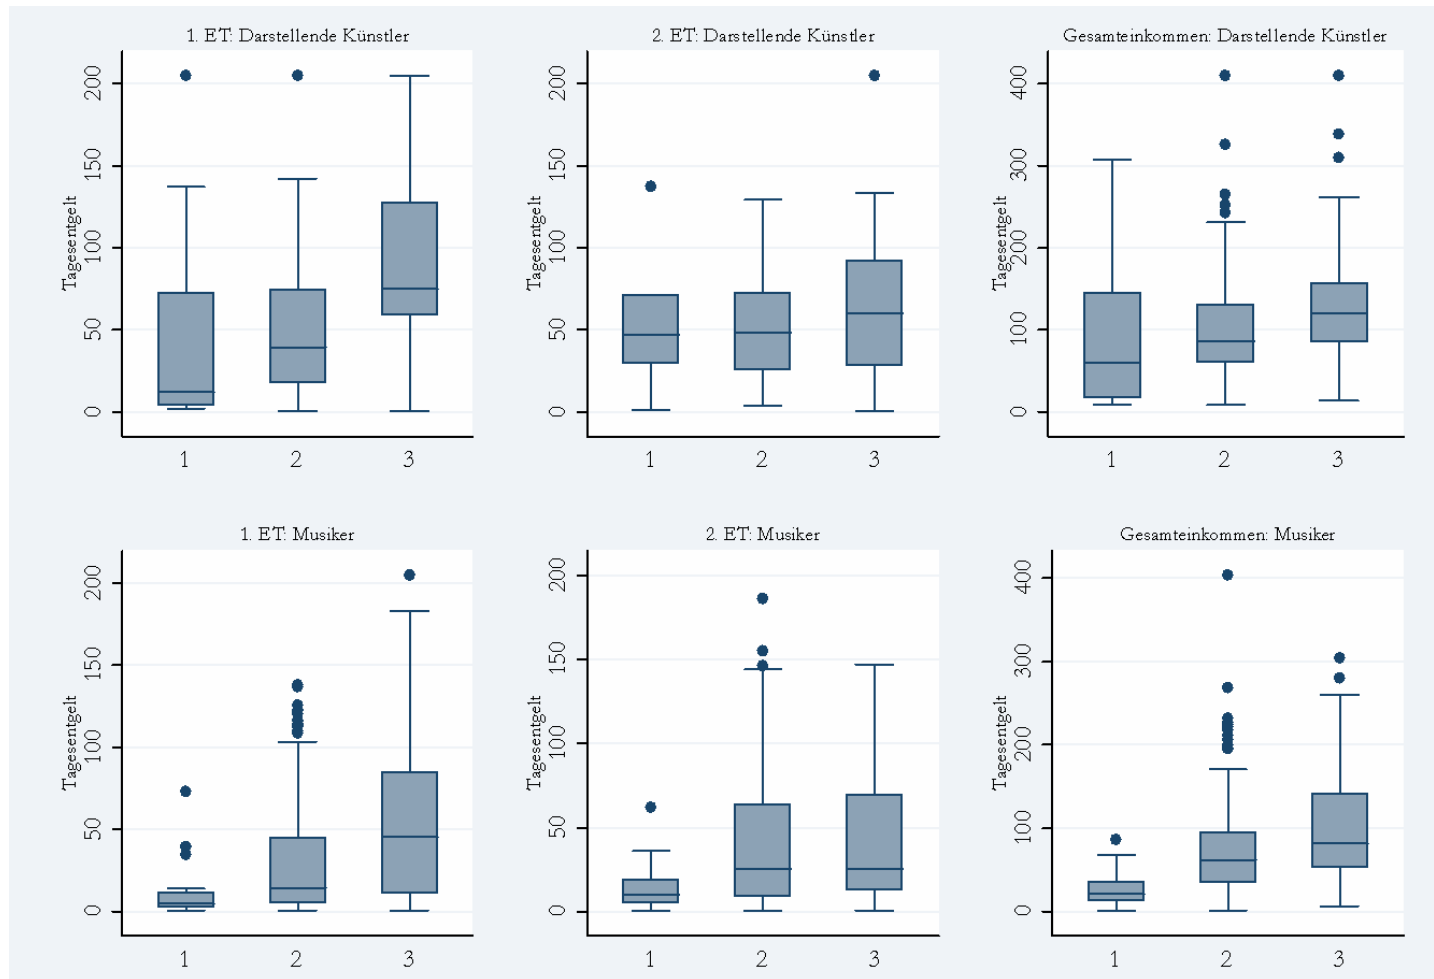 1. ET: Darstellende Künstler
Tagesentgelt
200
150
100
50
0
1 2 3
2. ET: Darstellende Künstler
200
150
100
50
0
1 2 3
Gesamteinkommen: Darstellende Künstler
Tagesentgelt
400
300
200
100
0
1 2 3
1. ET: Musiker
Tagesentgelt
200
150
100
50
0
1 2 3
2. ET: Musiker
Tagesentgelt
200
150
100
50
0
1 2 3
Gesamteinkommen: Musiker
Tagesentgelt
400
300
200
100
0
1 2 3